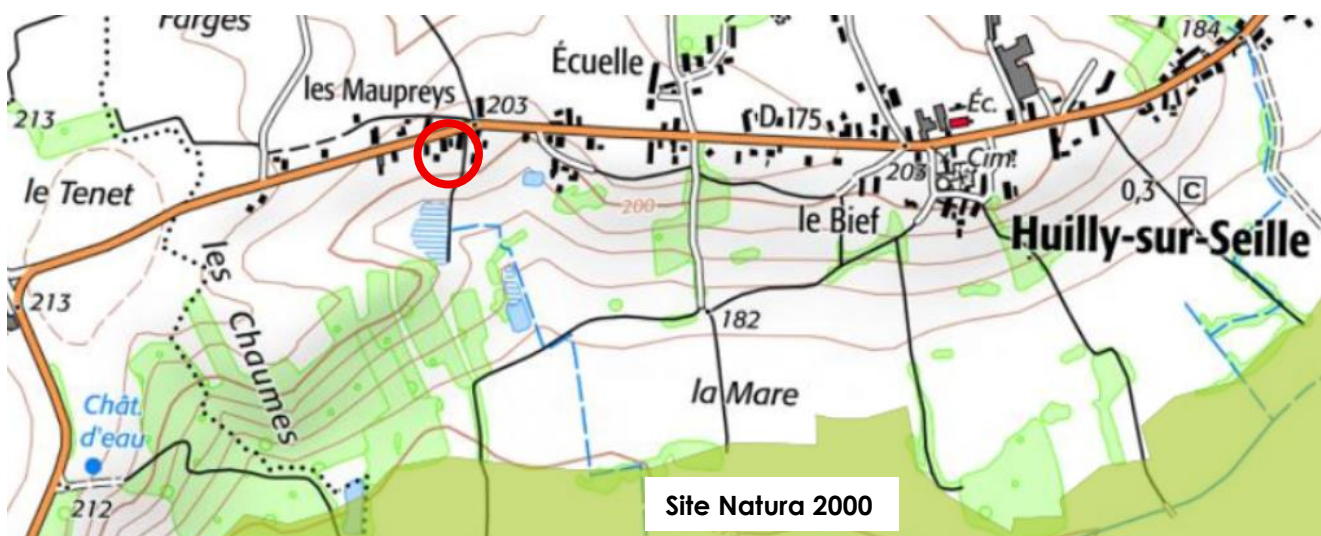 Farges
184
Écuelle
les Maupreys
203
213
D.175
Éc.
Cim.
203
le Tenet
200
0,3 C
le Bief
Huilly-sur-Seille
les
Chaumes
213
182
la Mare
Chât.
d'eau
212
Site Natura 2000